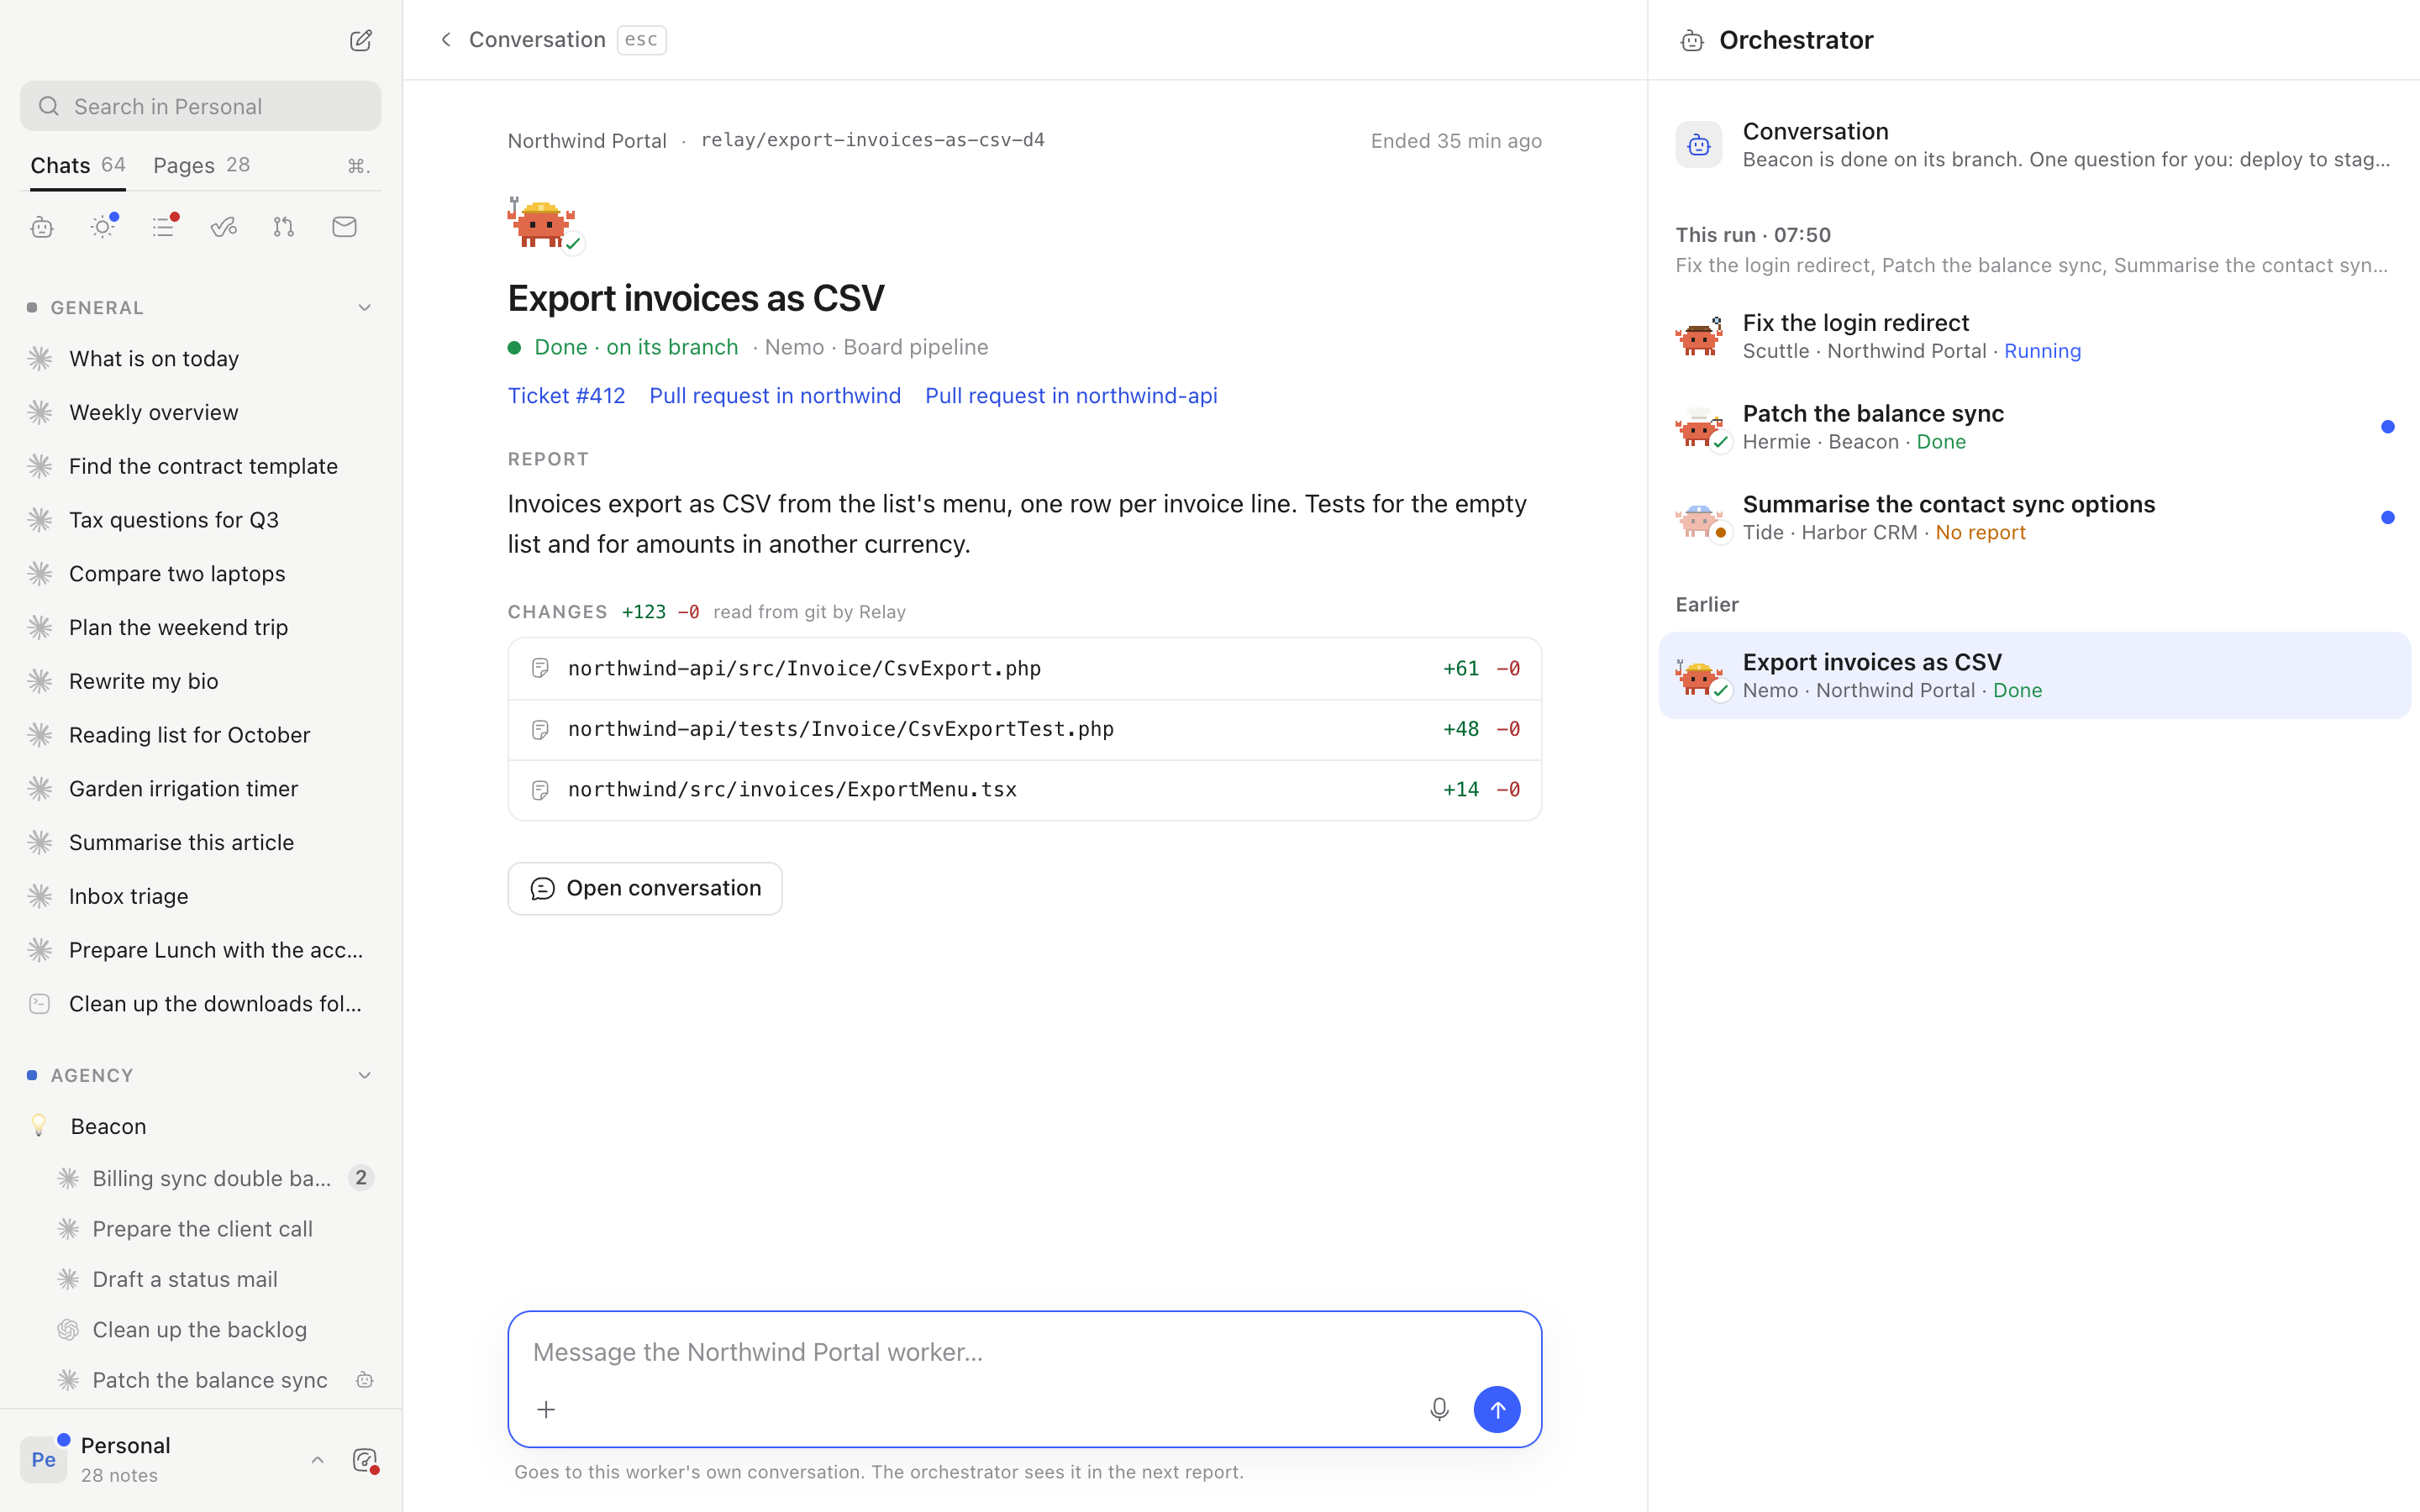 Search in Personal
Chats 64 Pages 28 ⌘.
GENERAL
What is on today
Weekly overview
Find the contract template
Tax questions for Q3
Compare two laptops
Plan the weekend trip
Rewrite my bio
Reading list for October
Garden irrigation timer
Summarise this article
Inbox triage
Prepare Lunch with the acc...
Clean up the downloads fol...
AGENCY
Beacon
Billing sync double ba... 2
Prepare the client call
Draft a status mail
Clean up the backlog
Patch the balance sync
Pe
Personal
28 notes
Conversation esc
Northwind Portal · relay/export-invoices-as-csv-d4
Ended 35 min ago
Export invoices as CSV
Done · on its branch · Nemo · Board pipeline
Ticket #412 Pull request in northwind Pull request in northwind-api
REPORT
Invoices export as CSV from the list's menu, one row per invoice line. Tests for the empty
list and for amounts in another currency.
CHANGES +123 −0 read from git by Relay
northwind-api/src/Invoice/CsvExport.php +61 −0
northwind-api/tests/Invoice/CsvExportTest.php +48 −0
northwind/src/invoices/ExportMenu.tsx +14 −0
Open conversation
Message the Northwind Portal worker...
Goes to this worker's own conversation. The orchestrator sees it in the next report.
Orchestrator
Conversation
Beacon is done on its branch. One question for you: deploy to stag...
This run · 07:50
Fix the login redirect, Patch the balance sync, Summarise the contact syn...
Fix the login redirect
Scuttle · Northwind Portal · Running
Patch the balance sync
Hermie · Beacon · Done
Summarise the contact sync options
Tide · Harbor CRM · No report
Earlier
Export invoices as CSV
Nemo · Northwind Portal · Done